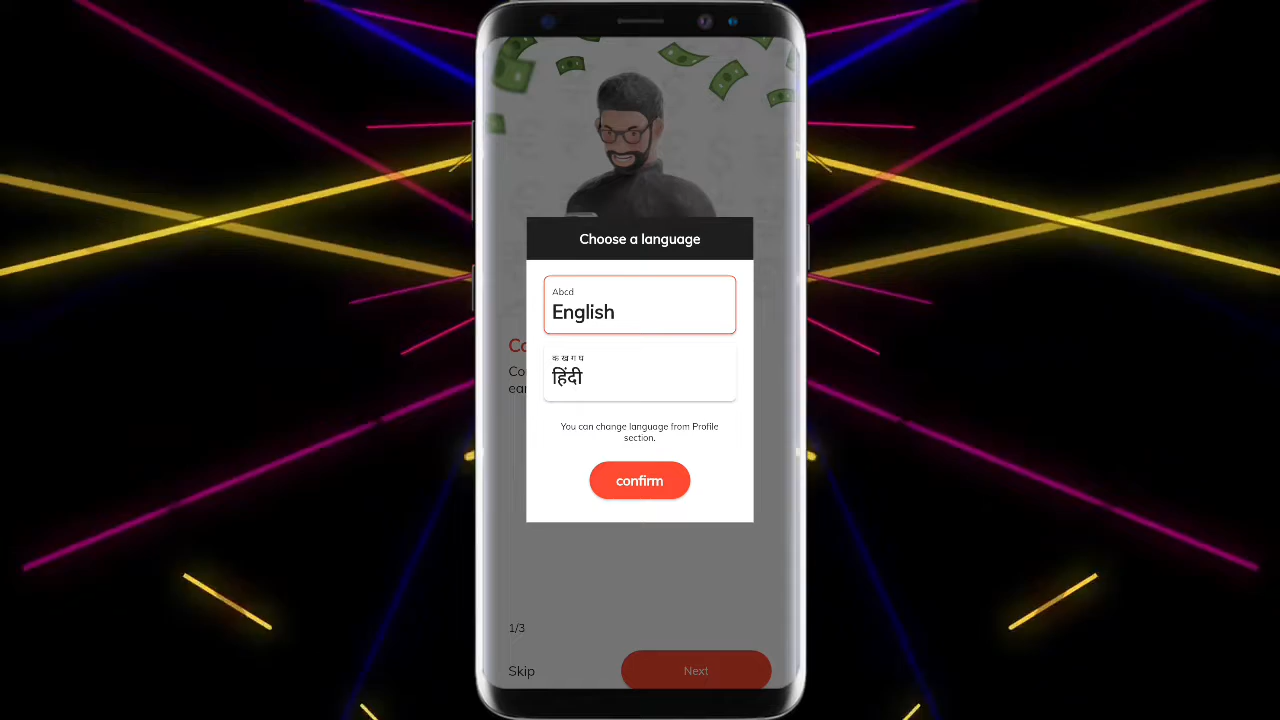 Choose a language
Abcd
English
क ख ग घ
हिंदी
You can change language from Profile
section.
confirm
1/3
Skip
Next